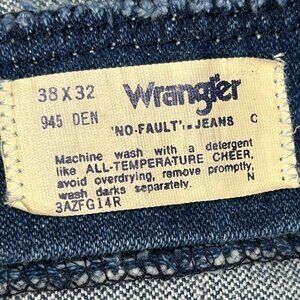 38 X 32 Wrangler
945 DEN 'NO-FAULT' in JEANS C
Machine wash with a detergent
like ALL-TEMPERATURE CHEER,
avoid overdrying, remove promptly,
wash darks separately. N
3AZFG14R